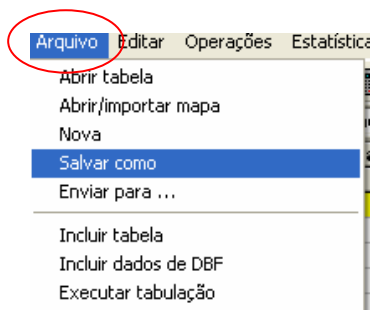 Arquivo Editar Operações Estatística
Abrir tabela
Abrir/importar mapa
Nova
Salvar como
Enviar para ...
Incluir tabela
Incluir dados de DBF
Executar tabulação